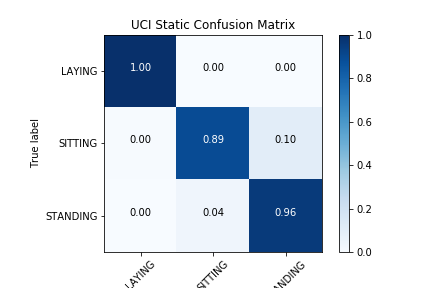 UCI Static Confusion Matrix
True label
LAYING 1.00 0.00 0.00
SITTING 0.00 0.89 0.10
STANDING 0.00 0.04 0.96
1.0
0.8
0.6
0.4
0.2
0.0
LAYING
SITTING
ANDING